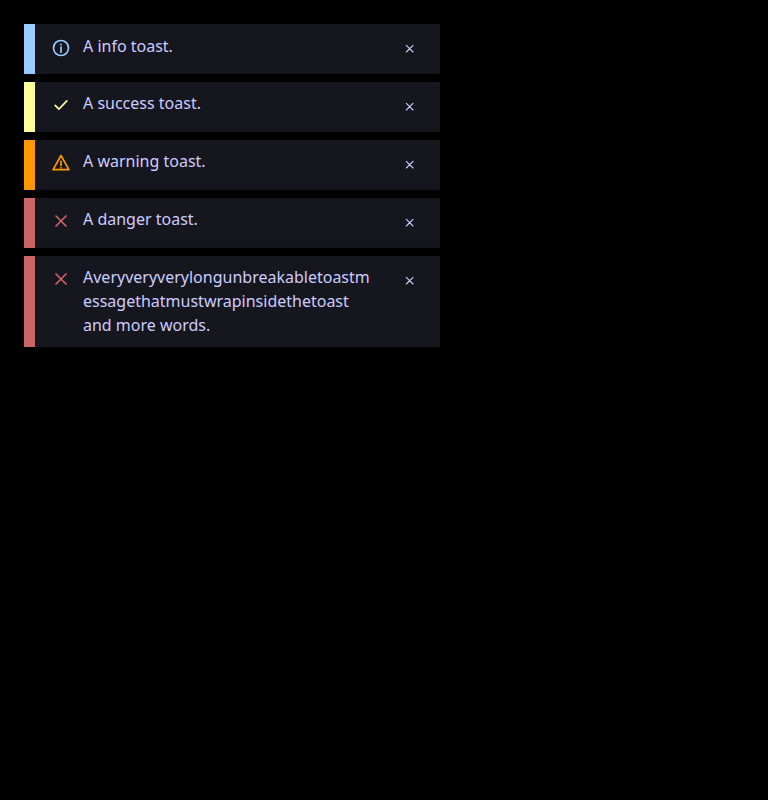 A info toast.
A success toast.
A warning toast.
A danger toast.
Averyveryverylongunbreakabletoastm
essagethatmustwrapinsidethetoast
and more words.